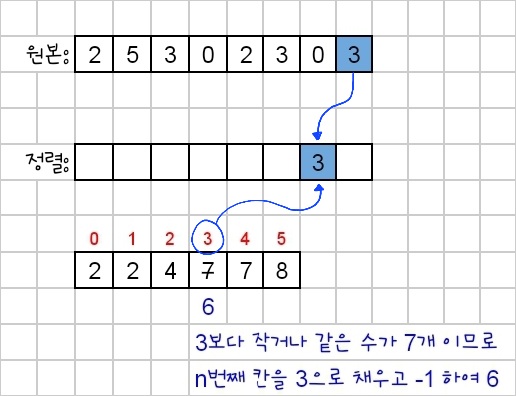 원본: 2 5 3 0 2 3 0 3
정렬: 3
0 1 2 3 4 5
2 2 4 7 7 8
6
3보다 작거나 같은 수가 7개 이므로
n번째 칸을 3으로 채우고 -1 하여 6